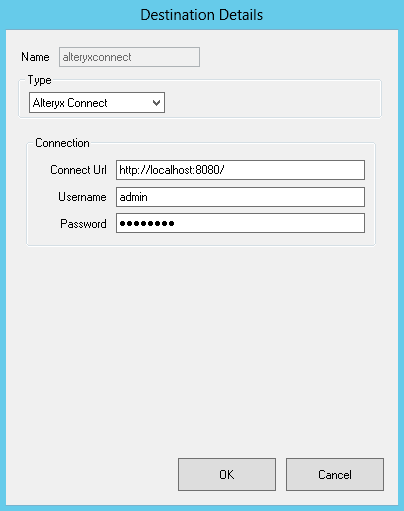 Destination Details
Name alteryxconnect
Type
Alteryx Connect
Connection
Connect Url http://localhost:8080/
Username admin
Password ●●●●●●●●
OK Cancel